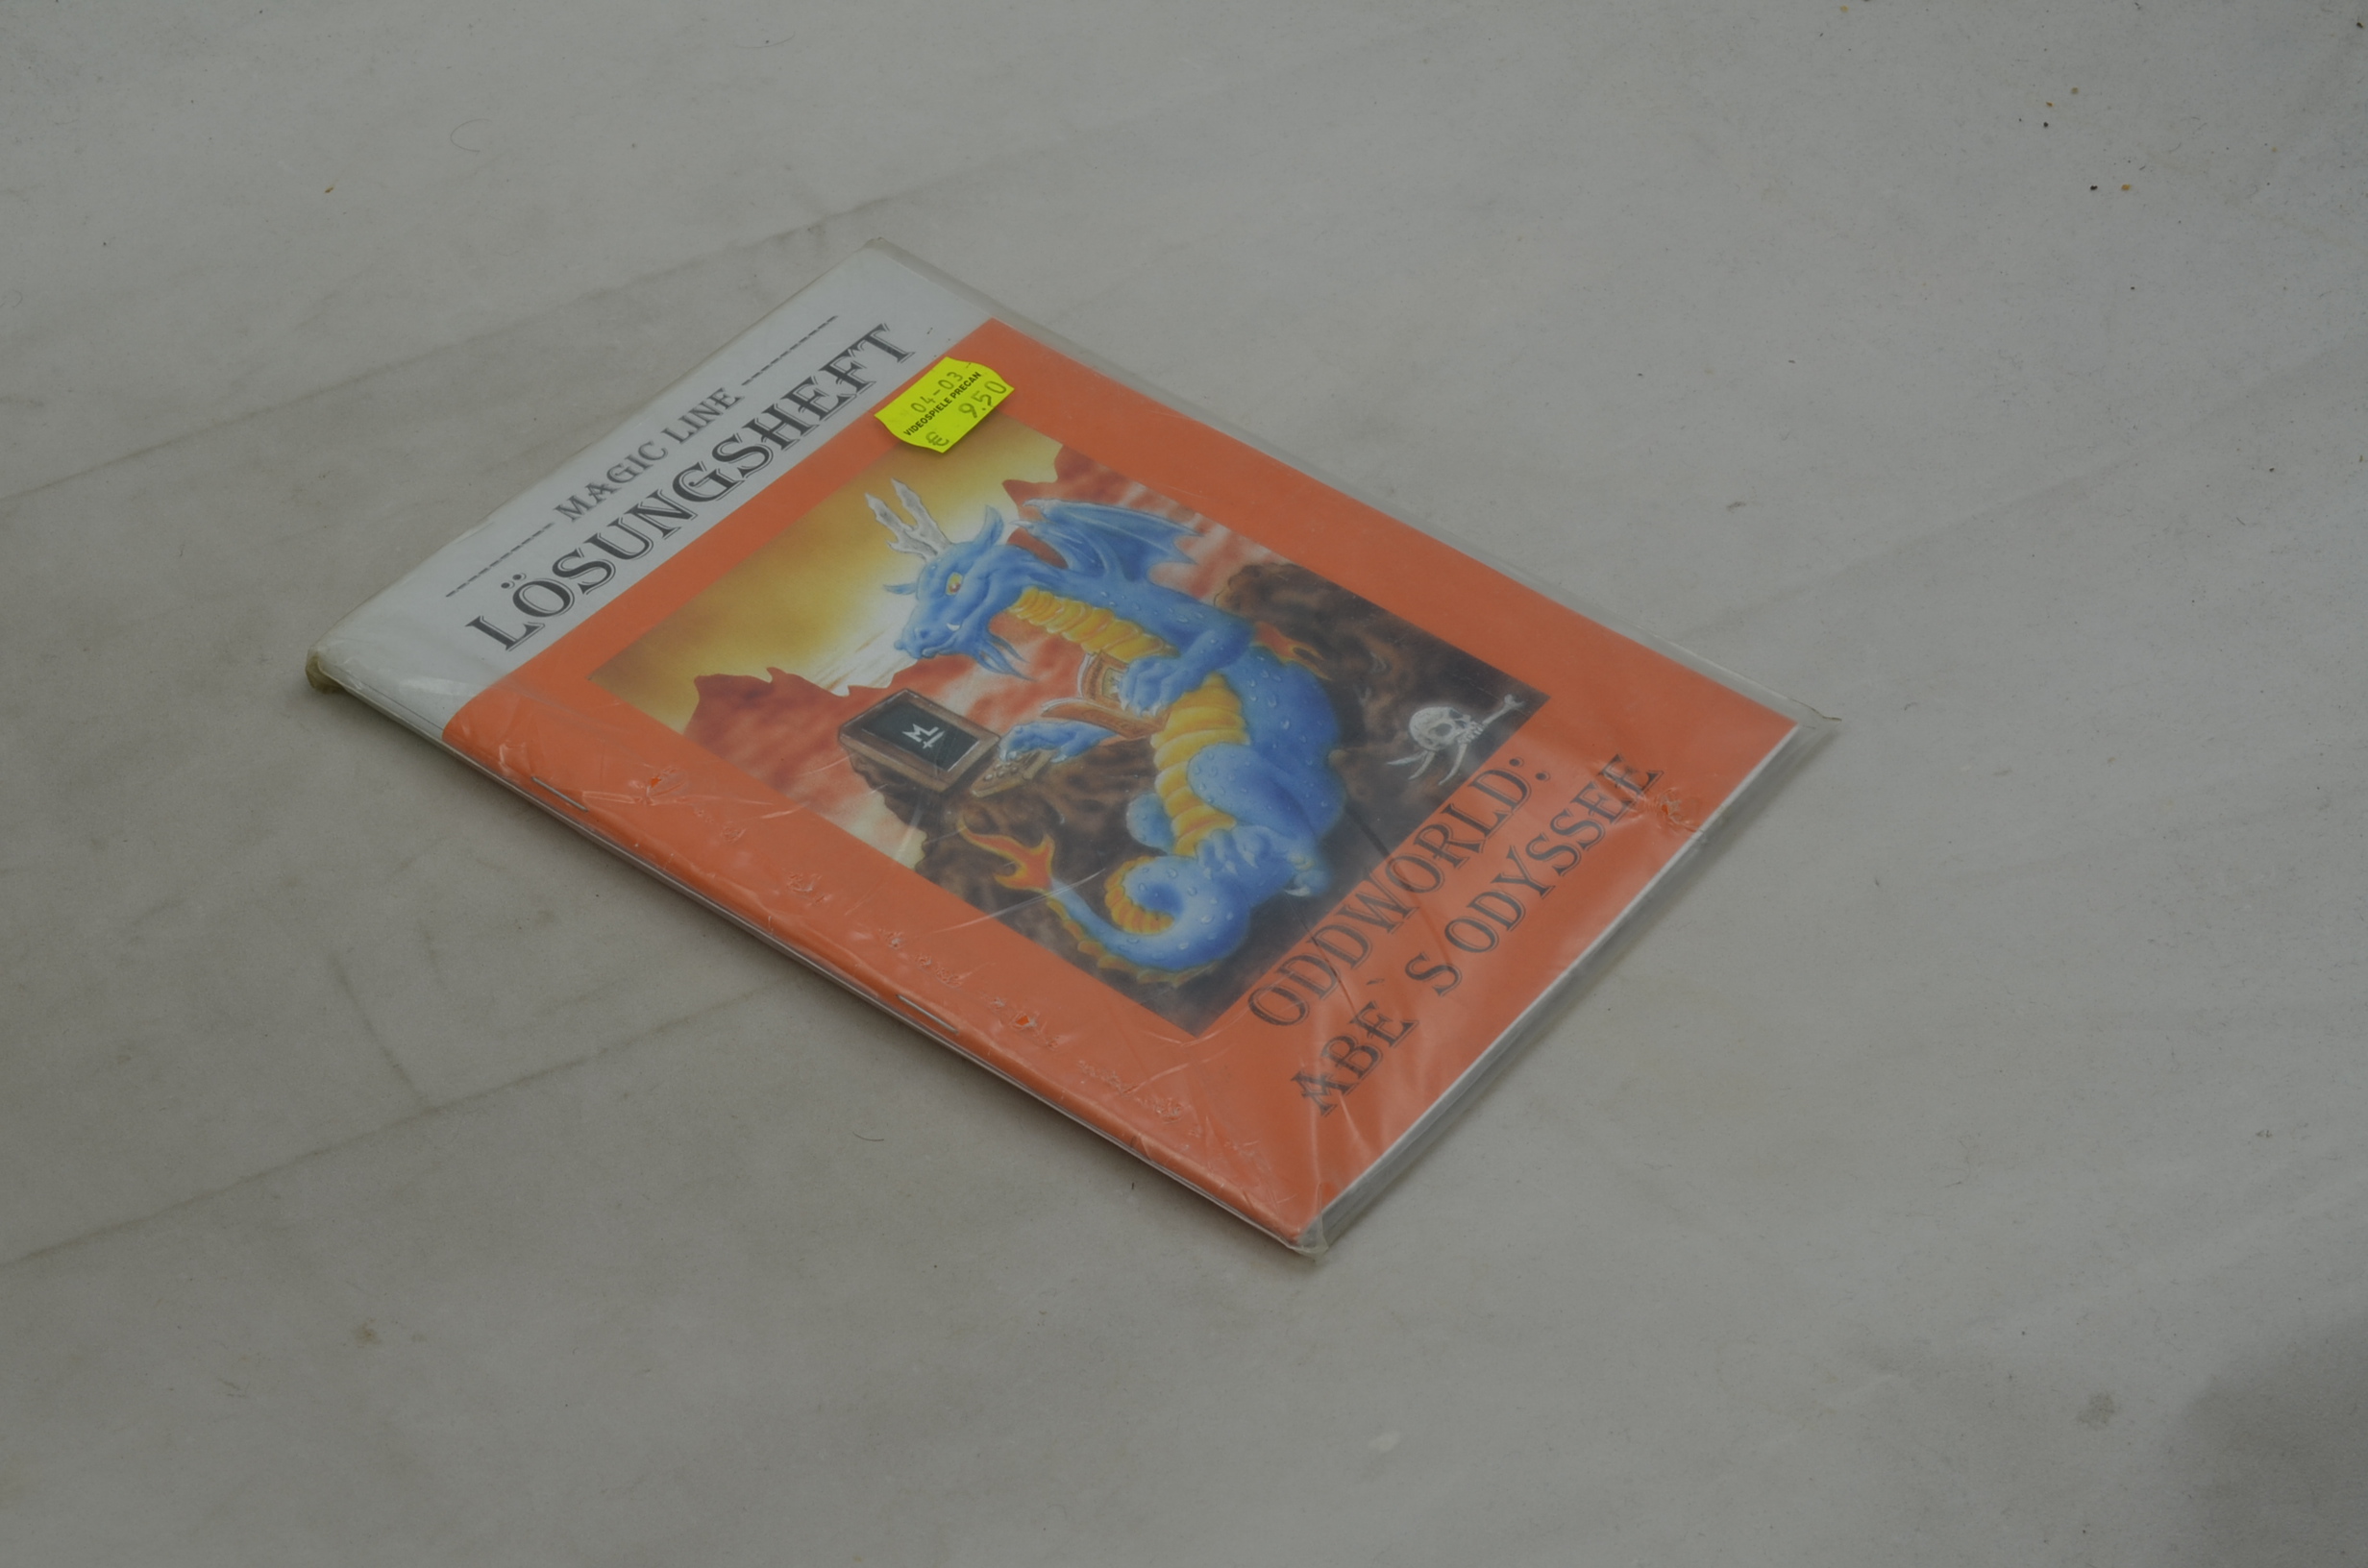 MAGIC LINE
LÖSUNGSHEFT
04-03
VIDEOSPIELE PRECAN
€ 9.50
M
ODDWORLD:
ABE`S ODYSSEE